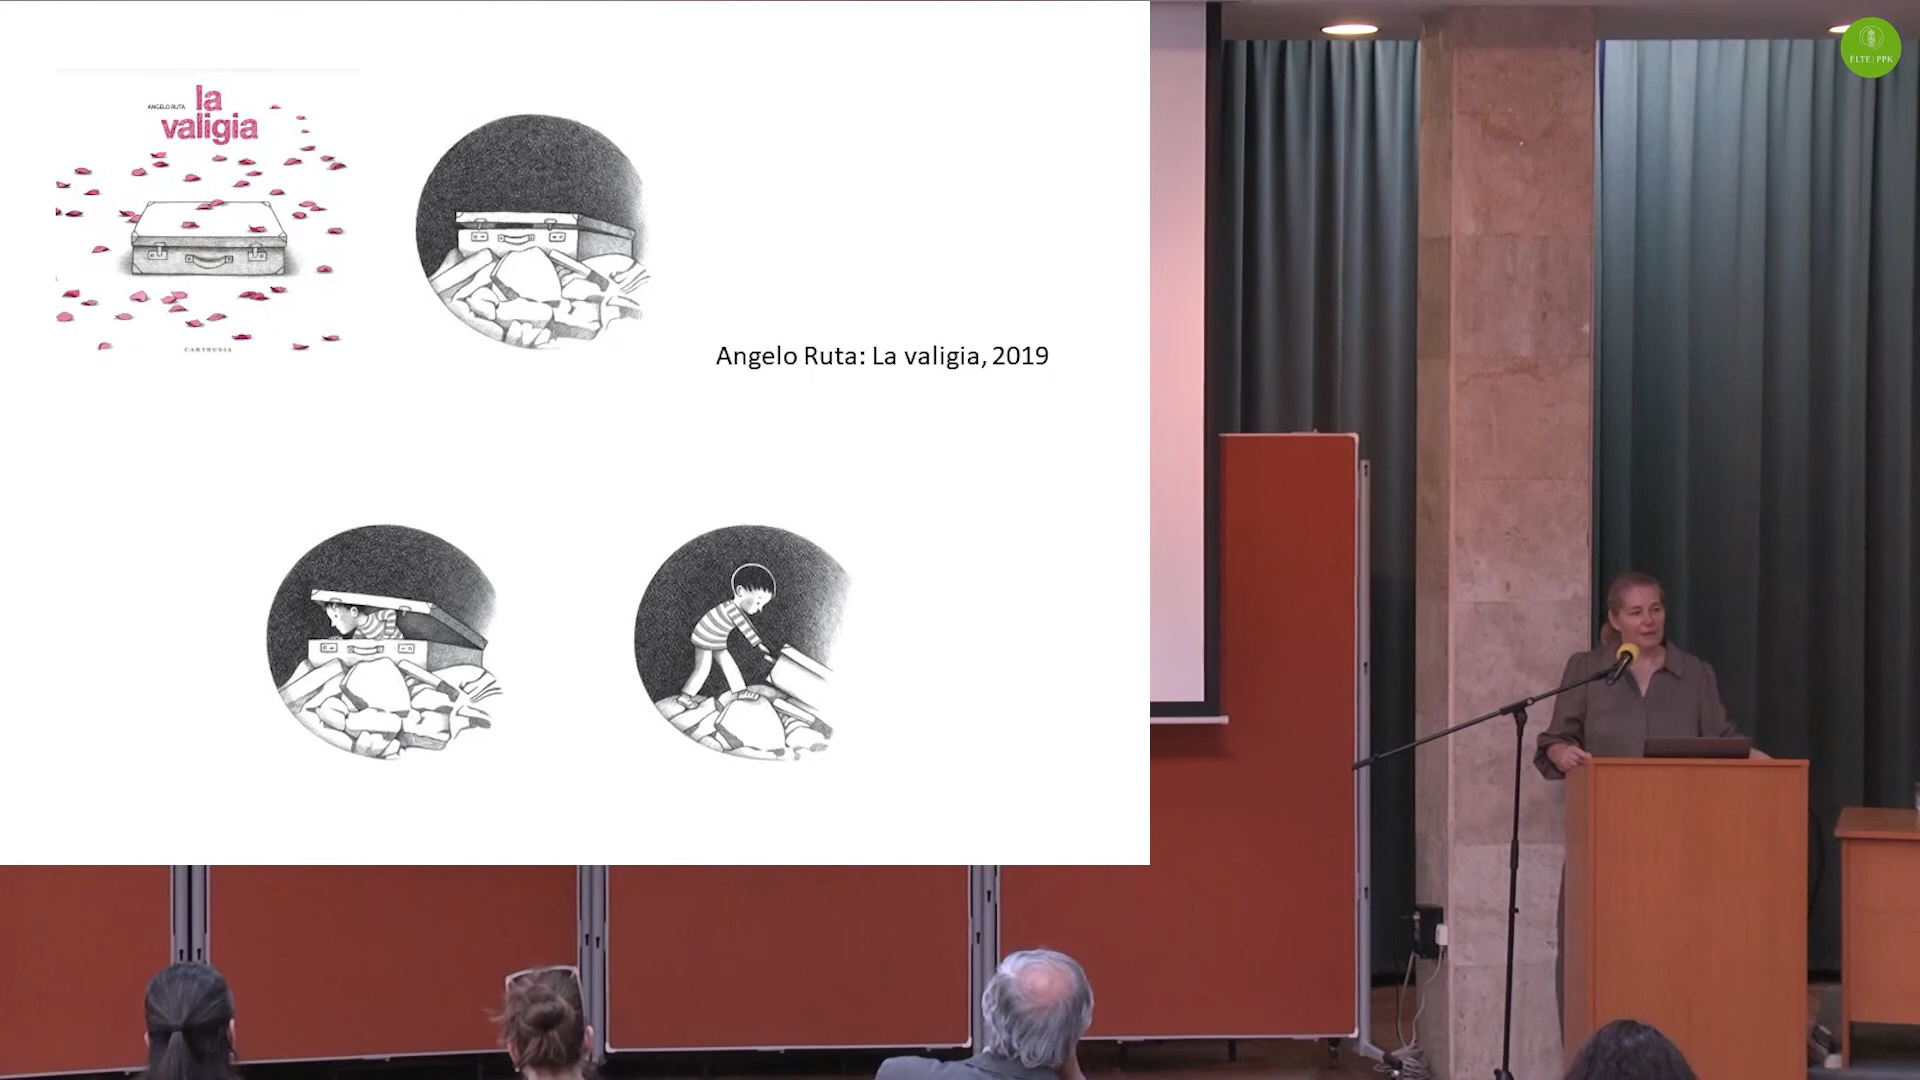 ANGELO RUTA
la
valigia
CARTHUSIA
Angelo Ruta: La valigia, 2019
ELTE | PPK